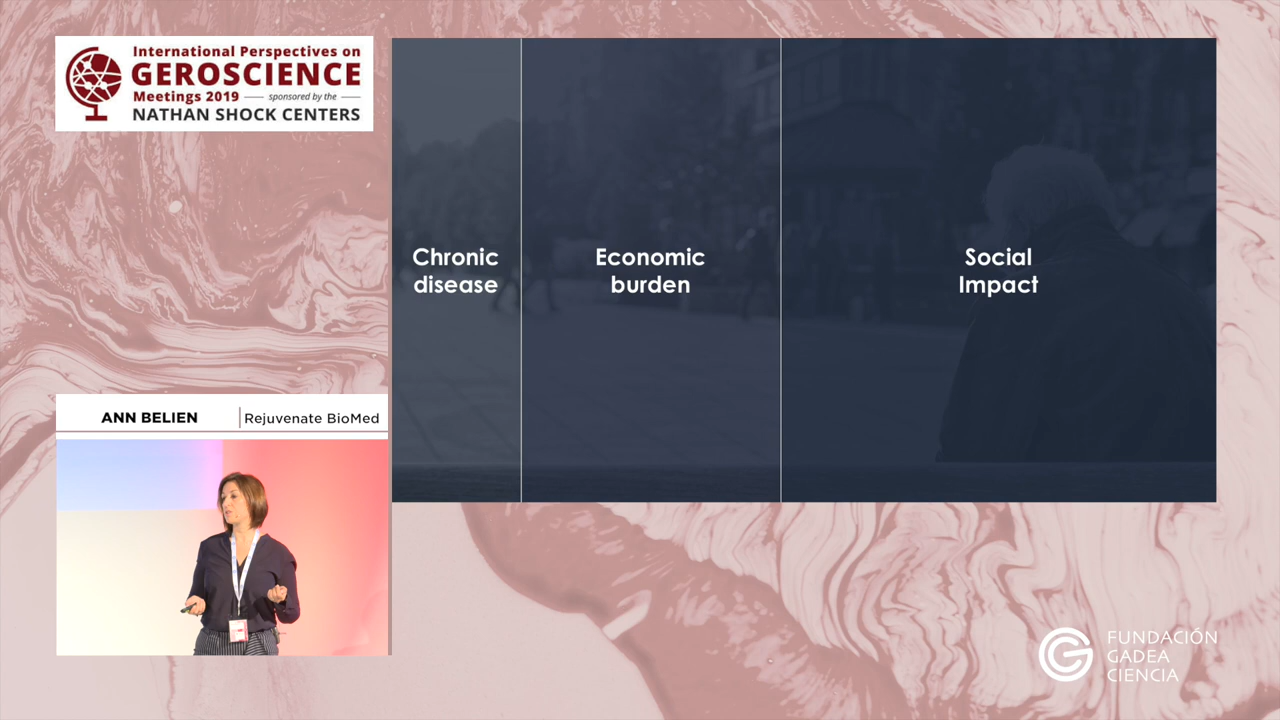 International Perspectives on
GEROSCIENCE
Meetings 2019 — sponsored by the —
NATHAN SHOCK CENTERS
Chronic
disease
Economic
burden
Social
Impact
ANN BELIEN | Rejuvenate BioMed
FUNDACIÓN
GADEA
CIENCIA